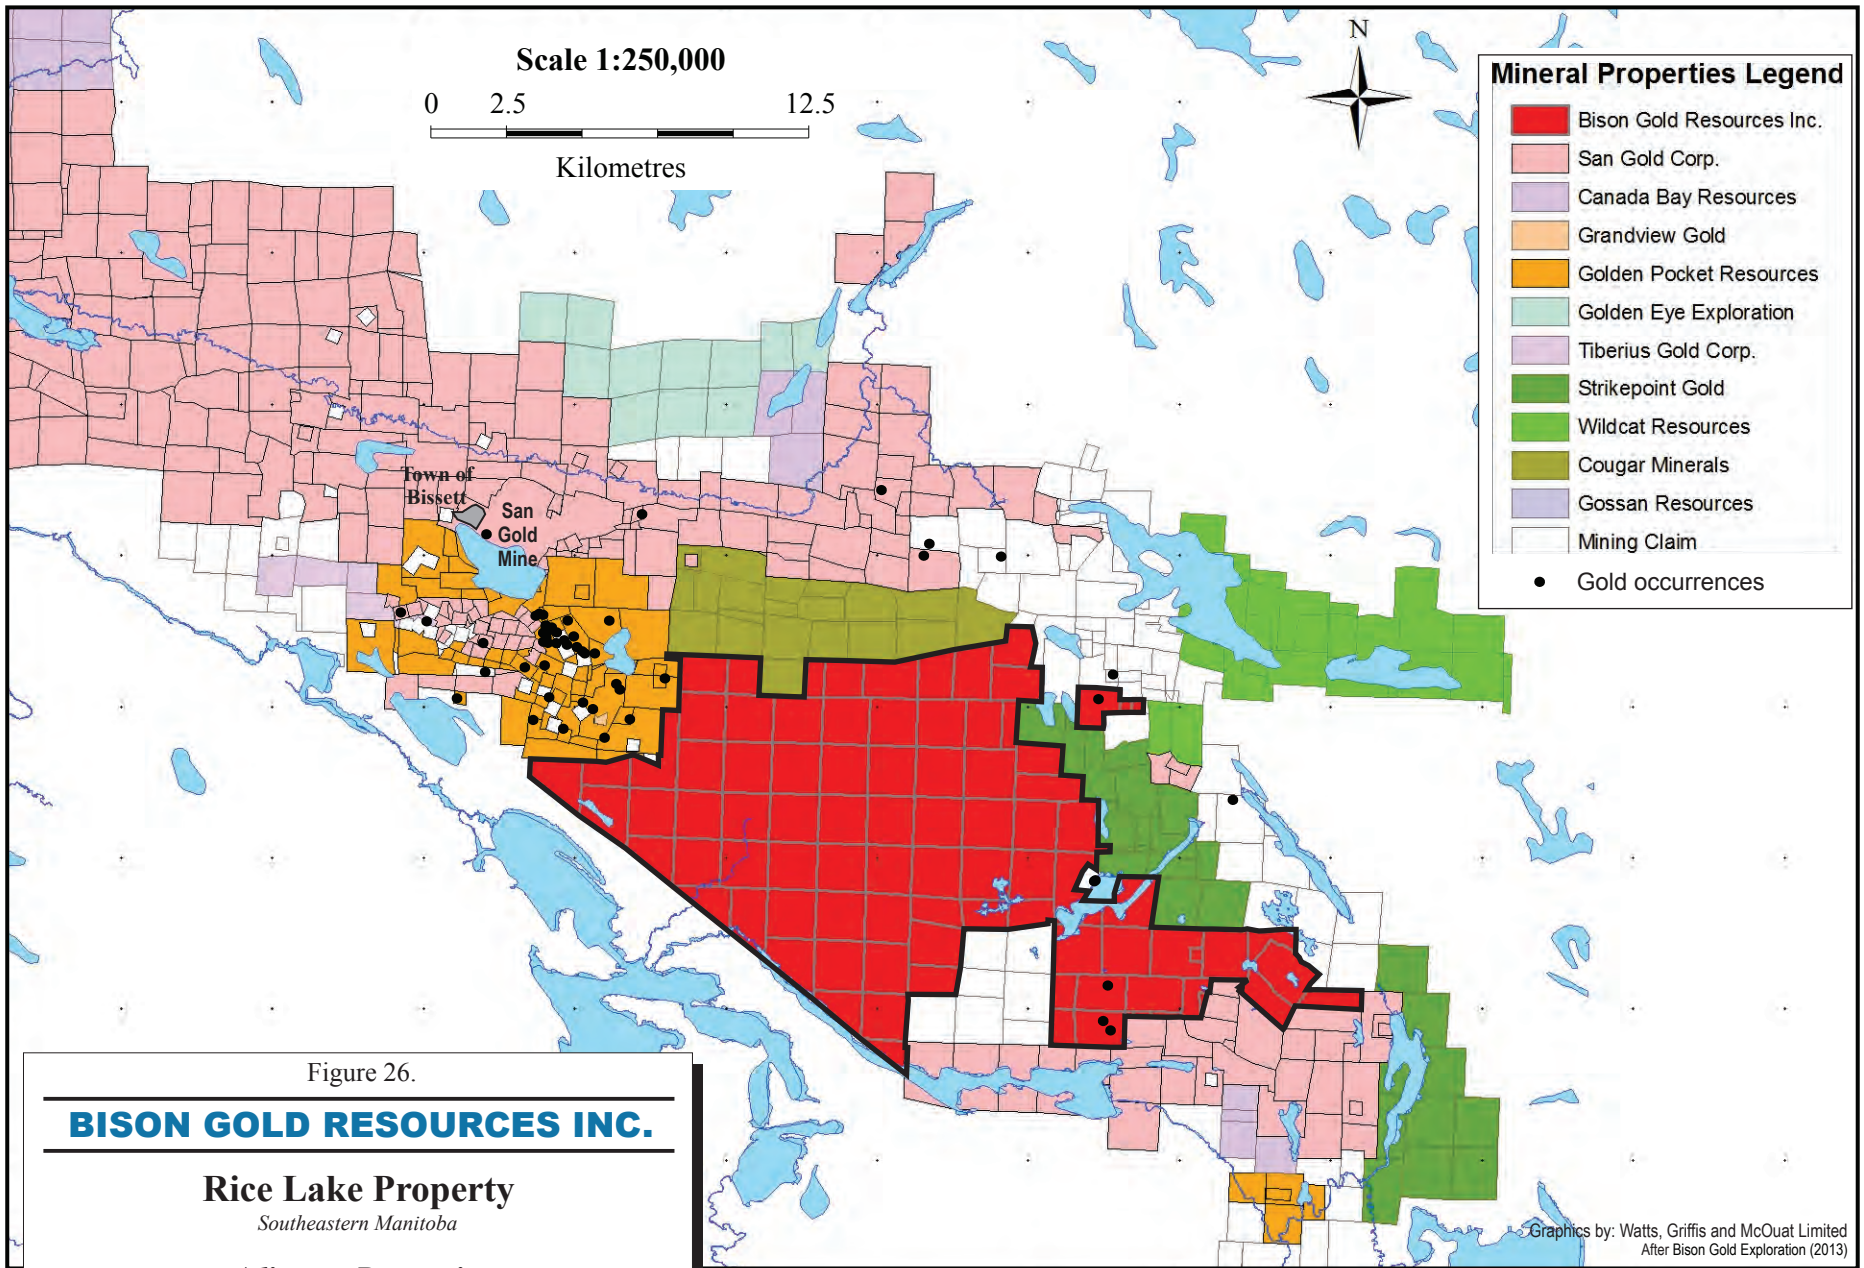 Scale 1:250,000
0 2.5 12.5
Kilometres
N
Mineral Properties Legend
Bison Gold Resources Inc.
San Gold Corp.
Canada Bay Resources
Grandview Gold
Golden Pocket Resources
Golden Eye Exploration
Tiberius Gold Corp.
Strikepoint Gold
Wildcat Resources
Cougar Minerals
Gossan Resources
Mining Claim
Gold occurrences
Town of
Bissett
San
Gold
Mine
Figure 26.
BISON GOLD RESOURCES INC.
Rice Lake Property
Southeastern Manitoba
Graphics by: Watts, Griffis and McOuat Limited
After Bison Gold Exploration (2013)